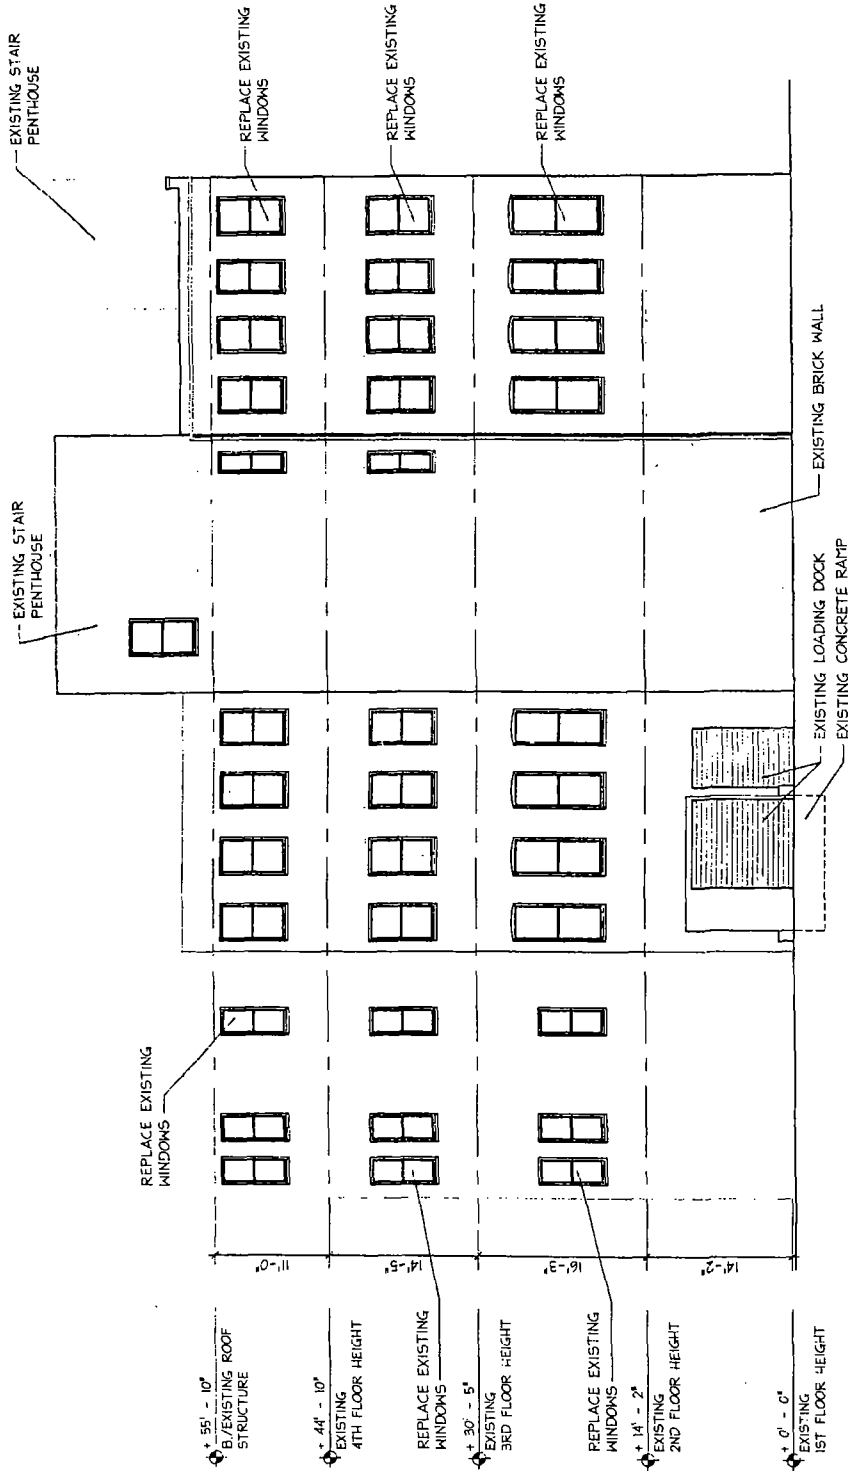 EXISTING STAIR
PENTHOUSE
REPLACE EXISTING
WINDOWS
REPLACE EXISTING
WINDOWS
REPLACE EXISTING
WINDOWS
EXISTING STAIR
PENTHOUSE
EXISTING BRICK WALL
EXISTING LOADING DOCK
EXISTING CONCRETE RAMP
REPLACE EXISTING
WINDOWS
11'-0"
14'-5"
16'-3"
14'-2"
+ 55' - 10"
B./EXISTING ROOF
STRUCTURE
+ 44' - 10"
EXISTING
4TH FLOOR HEIGHT
REPLACE EXISTING
WINDOWS
+ 30' - 5"
EXISTING
3RD FLOOR HEIGHT
REPLACE EXISTING
WINDOWS
+ 14' - 2"
EXISTING
2ND FLOOR HEIGHT
+ 0' - 0"
EXISTING
1ST FLOOR HEIGHT